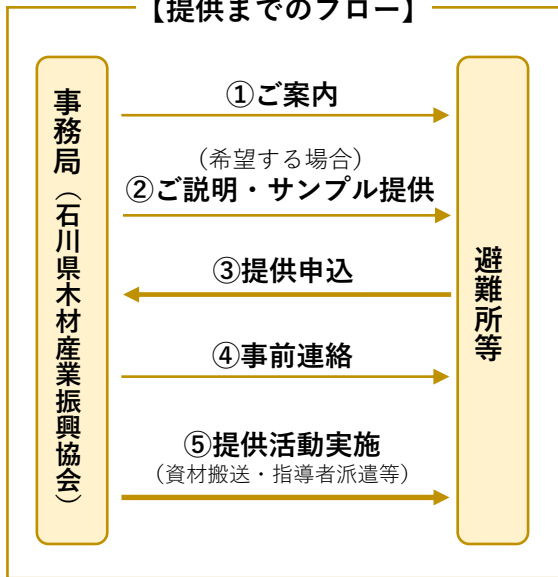 【提供までのフロー】
事務局（石川県木材産業振興協会）
①ご案内
（希望する場合）
②ご説明・サンプル提供
③提供申込
④事前連絡
⑤提供活動実施
（資材搬送・指導者派遣等）
避難所等